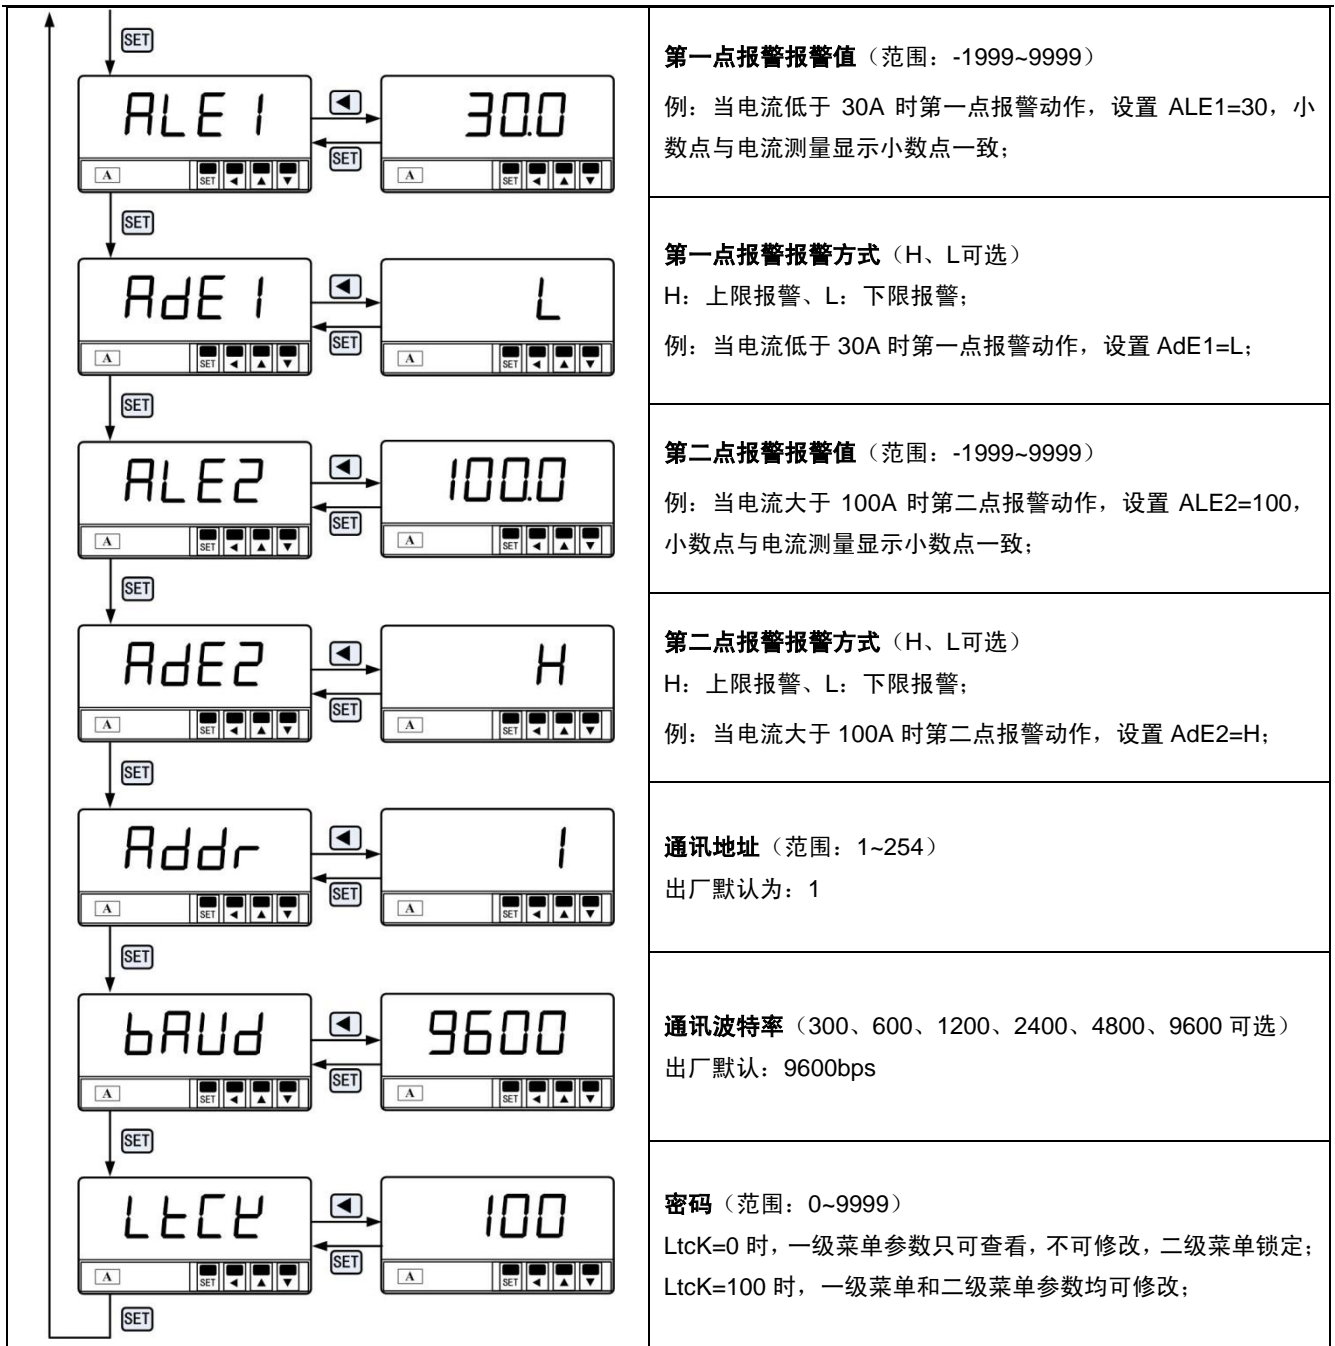 SET
ALE1
SET ◀ ▲ ▼
A
◀
SET
30.0
A
SET ◀ ▲ ▼
第一点报警报警值（范围：-1999~9999）
例：当电流低于 30A 时第一点报警动作，设置 ALE1=30，小
数点与电流测量显示小数点一致；
SET
AdE1
A
SET ◀ ▲ ▼
◀
SET
L
A
SET ◀ ▲ ▼
第一点报警报警方式（H、L可选）
H：上限报警、L：下限报警；
例：当电流低于 30A 时第一点报警动作，设置 AdE1=L；
SET
ALE2
A
SET ◀ ▲ ▼
◀
SET
100.0
A
SET ◀ ▲ ▼
第二点报警报警值（范围：-1999~9999）
例：当电流大于 100A 时第二点报警动作，设置 ALE2=100，
小数点与电流测量显示小数点一致；
SET
AdE2
A
SET ◀ ▲ ▼
◀
SET
H
A
SET ◀ ▲ ▼
第二点报警报警方式（H、L可选）
H：上限报警、L：下限报警；
例：当电流大于 100A 时第二点报警动作，设置 AdE2=H；
SET
Addr
A
SET ◀ ▲ ▼
◀
SET
1
A
SET ◀ ▲ ▼
通讯地址（范围：1~254）
出厂默认为：1
SET
bAUd
A
SET ◀ ▲ ▼
◀
SET
9600
A
SET ◀ ▲ ▼
通讯波特率（300、600、1200、2400、4800、9600 可选）
出厂默认：9600bps
SET
LtCK
A
SET ◀ ▲ ▼
◀
SET
100
A
SET ◀ ▲ ▼
密码（范围：0~9999）
LtcK=0 时，一级菜单参数只可查看，不可修改，二级菜单锁定；
LtcK=100 时，一级菜单和二级菜单参数均可修改；
SET